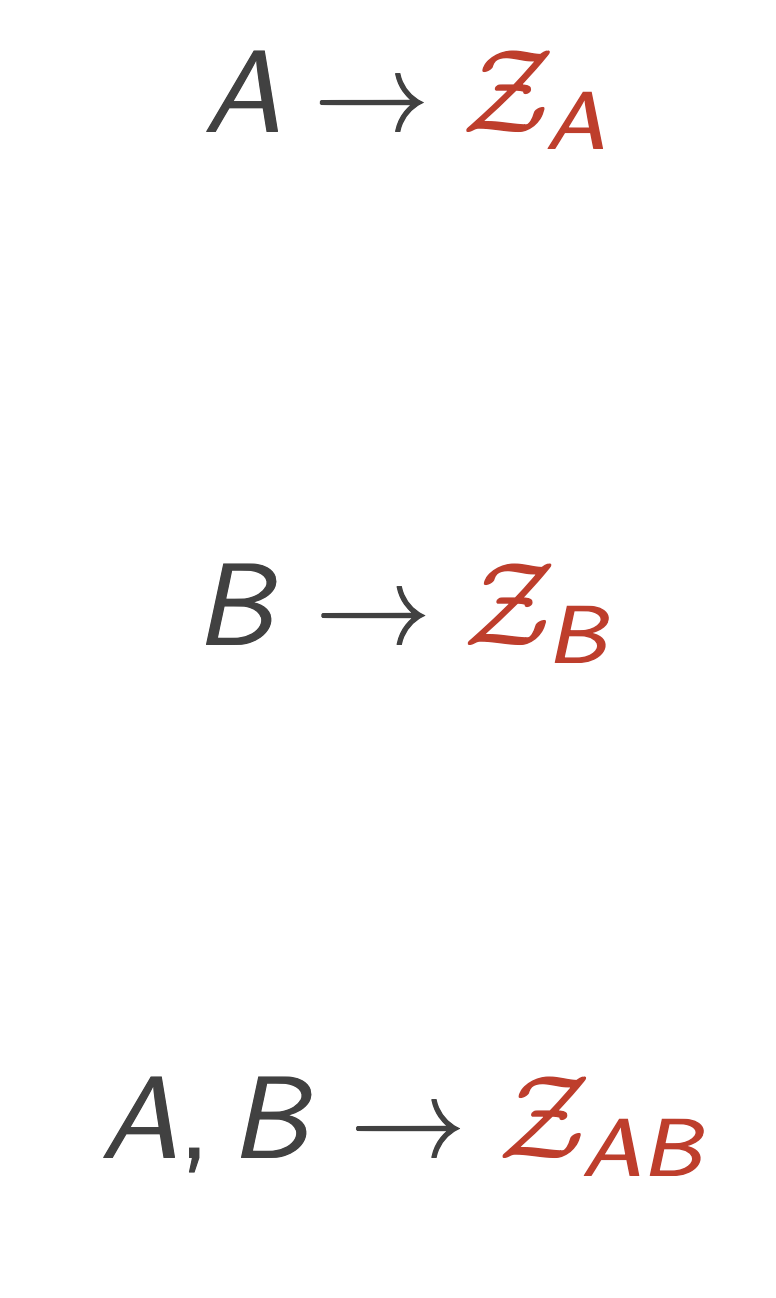 A → 𝒵_A
B → 𝒵_B
A, B → 𝒵_AB